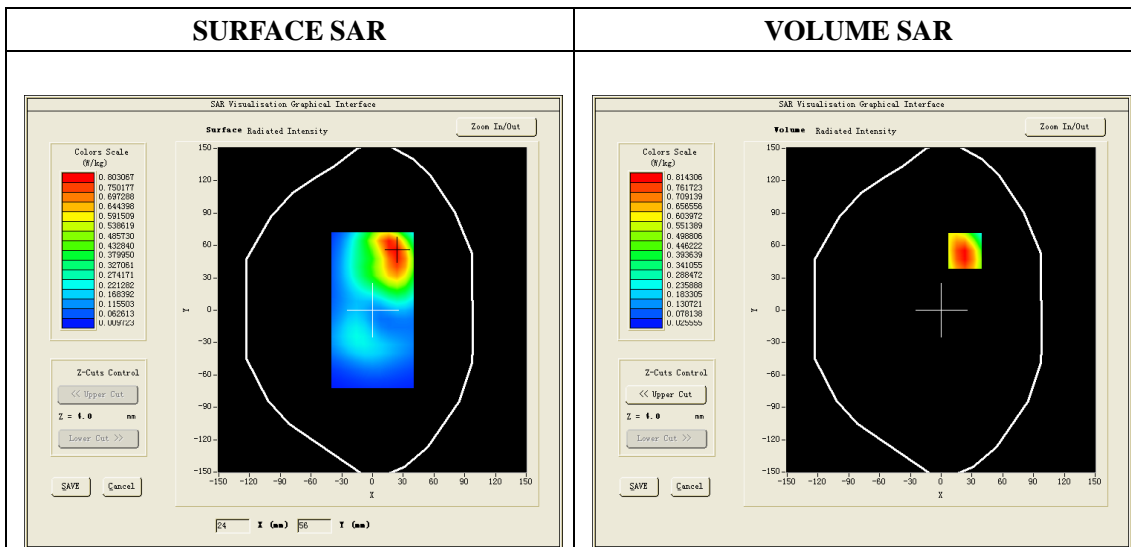 SURFACE SAR
VOLUME SAR
SAR Visualisation Graphical Interface
Surface Radiated Intensity
Zoom In/Out
Colors Scale
(W/kg)
0.803067
0.750177
0.697288
0.644398
0.591509
0.538619
0.485730
0.432840
0.379950
0.327061
0.274171
0.221282
0.168392
0.115503
0.062613
0.009723
150
120
90
60
30
0
-30
-60
-90
-120
-150
Y
-150 -120 -90 -60 -30 0 30 60 90 120 150
X
Z-Cuts Control
<< Upper Cut
Z = 4.0 mm
Lower Cut >>
SAVE Cancel
24 X (mm) 56 Y (mm)
SAR Visualisation Graphical Interface
Volume Radiated Intensity
Zoom In/Out
Colors Scale
(W/kg)
0.814306
0.761723
0.709139
0.656556
0.603972
0.551389
0.498806
0.446222
0.393639
0.341055
0.288472
0.235888
0.183305
0.130721
0.078138
0.025555
150
120
90
60
30
0
-30
-60
-90
-120
-150
Y
-150 -120 -90 -60 -30 0 30 60 90 120 150
X
Z-Cuts Control
<< Upper Cut
Z = 4.0 mm
Lower Cut >>
SAVE Cancel